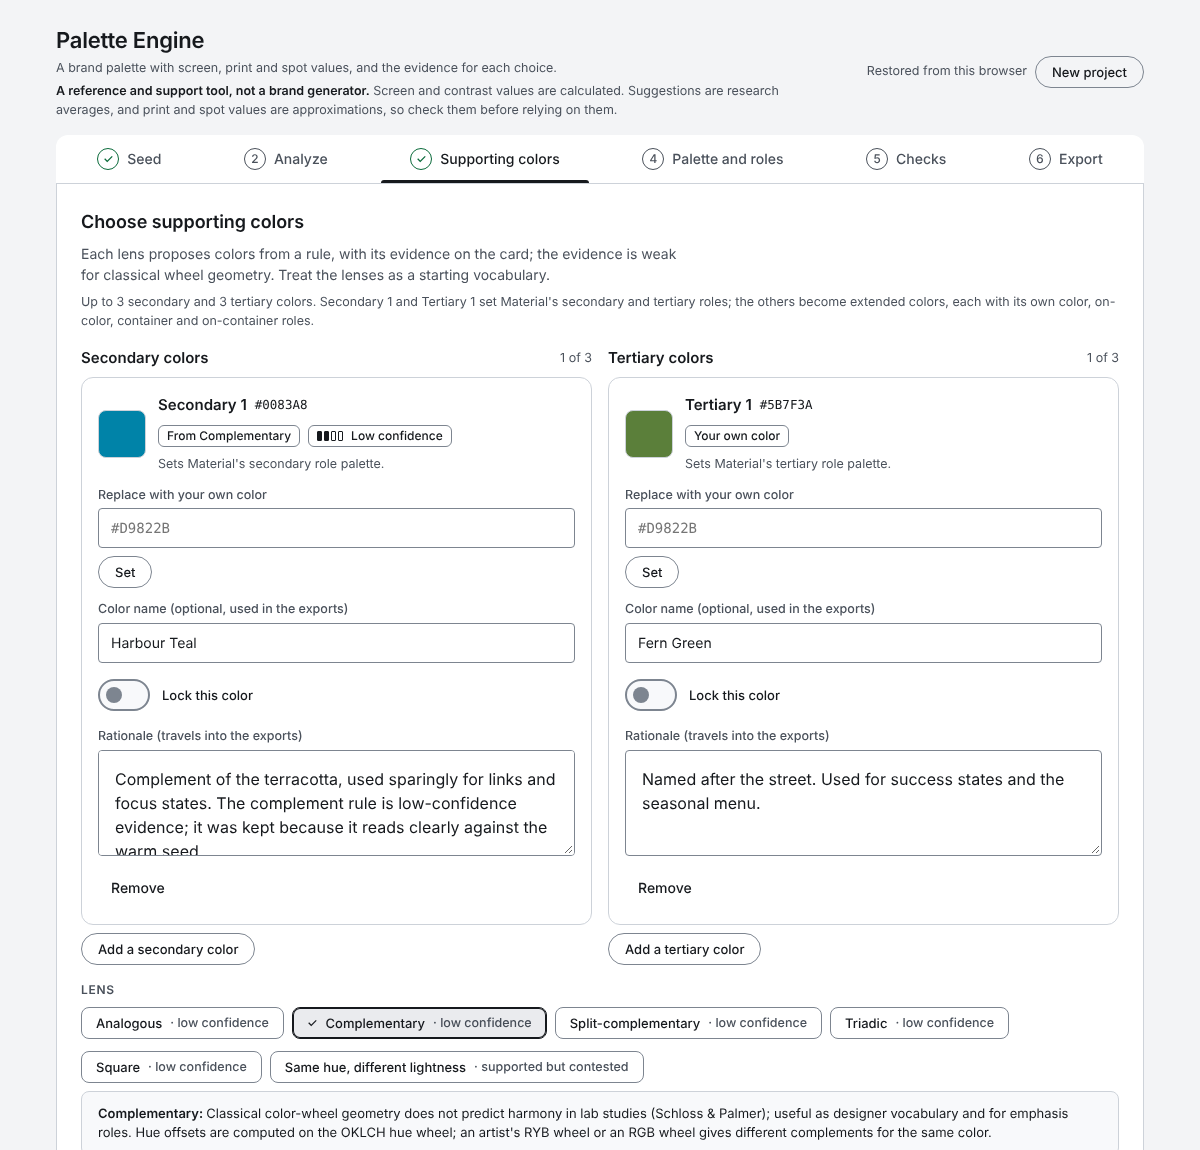 Palette Engine
A brand palette with screen, print and spot values, and the evidence for each choice.
A reference and support tool, not a brand generator. Screen and contrast values are calculated. Suggestions are research
averages, and print and spot values are approximations, so check them before relying on them.
Restored from this browser
New project
Seed
2 Analyze
Supporting colors
4 Palette and roles
5 Checks
6 Export
Choose supporting colors
Each lens proposes colors from a rule, with its evidence on the card; the evidence is weak
for classical wheel geometry. Treat the lenses as a starting vocabulary.
Up to 3 secondary and 3 tertiary colors. Secondary 1 and Tertiary 1 set Material's secondary and tertiary roles; the others become extended colors, each with its own color, on-
color, container and on-container roles.
Secondary colors
1 of 3
Secondary 1 #0083A8
From Complementary
Low confidence
Sets Material's secondary role palette.
Replace with your own color
#D9822B
Set
Color name (optional, used in the exports)
Harbour Teal
Lock this color
Rationale (travels into the exports)
Complement of the terracotta, used sparingly for links and
focus states. The complement rule is low-confidence
evidence; it was kept because it reads clearly against the
warm seed
Remove
Add a secondary color
Tertiary colors
1 of 3
Tertiary 1 #5B7F3A
Your own color
Sets Material's tertiary role palette.
Replace with your own color
#D9822B
Set
Color name (optional, used in the exports)
Fern Green
Lock this color
Rationale (travels into the exports)
Named after the street. Used for success states and the
seasonal menu.
Remove
Add a tertiary color
LENS
Analogous · low confidence
Complementary · low confidence
Split-complementary · low confidence
Triadic · low confidence
Square · low confidence
Same hue, different lightness · supported but contested
Complementary: Classical color-wheel geometry does not predict harmony in lab studies (Schloss & Palmer); useful as designer vocabulary and for emphasis
roles. Hue offsets are computed on the OKLCH hue wheel; an artist's RYB wheel or an RGB wheel gives different complements for the same color.